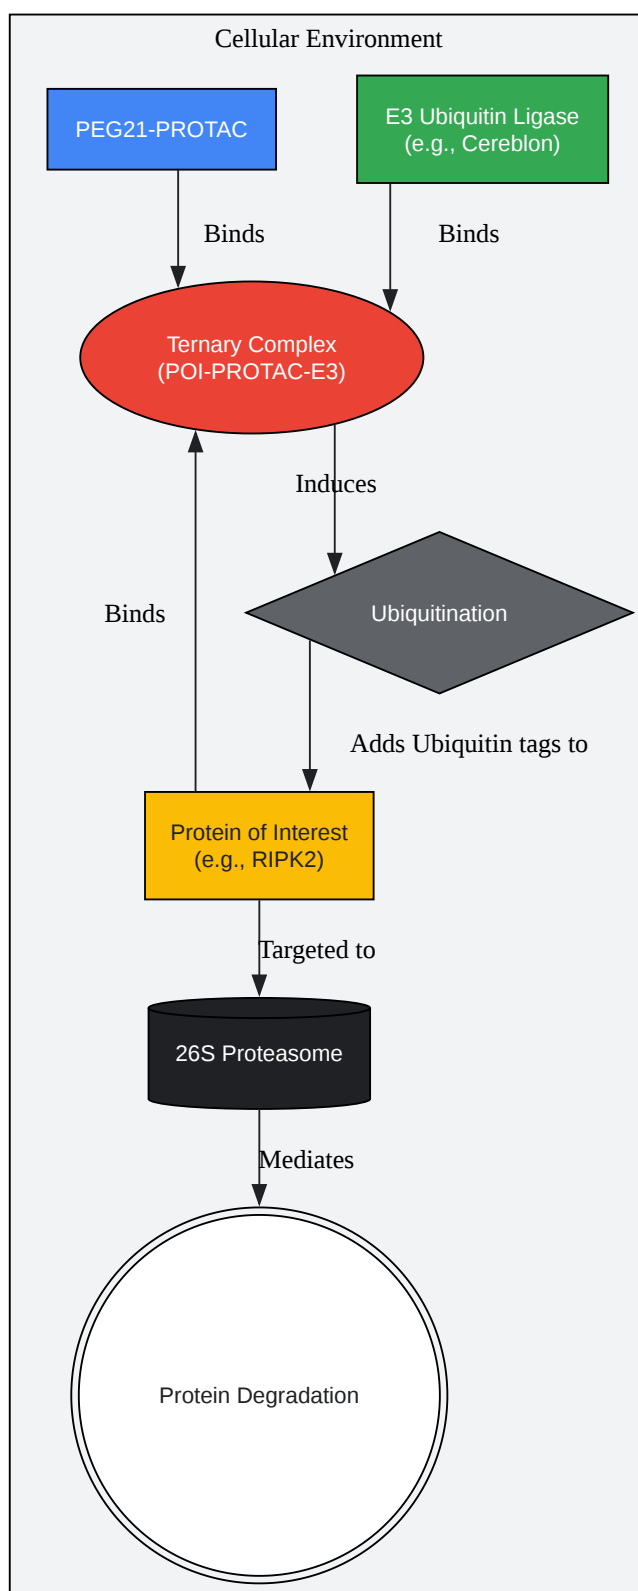 Cellular Environment
PEG21-PROTAC
E3 Ubiquitin Ligase
(e.g., Cereblon)
Binds
Binds
Ternary Complex
(POI-PROTAC-E3)
Induces
Ubiquitination
Binds
Adds Ubiquitin tags to
Protein of Interest
(e.g., RIPK2)
Targeted to
26S Proteasome
Mediates
Protein Degradation